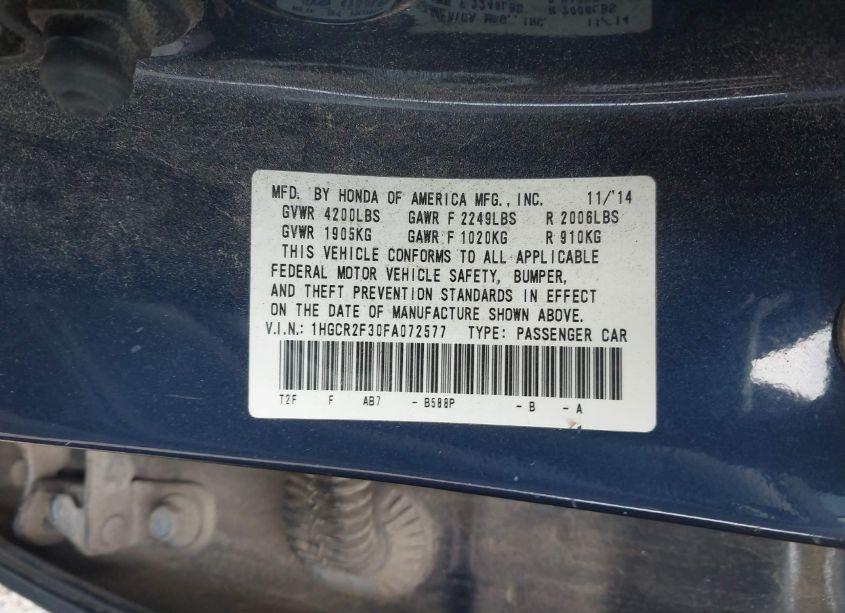 MFD. BY HONDA OF AMERICA MFG., INC. 11/'14
GVWR 4200LBS GAWR F 2249LBS R 2006LBS
GVWR 1905KG GAWR F 1020KG R 910KG
THIS VEHICLE CONFORMS TO ALL APPLICABLE
FEDERAL MOTOR VEHICLE SAFETY, BUMPER,
AND THEFT PREVENTION STANDARDS IN EFFECT
ON THE DATE OF MANUFACTURE SHOWN ABOVE.
V.I.N.: 1HGCR2F30FA072577 TYPE: PASSENGER CAR
T2F F AB7 - B588P - B - A